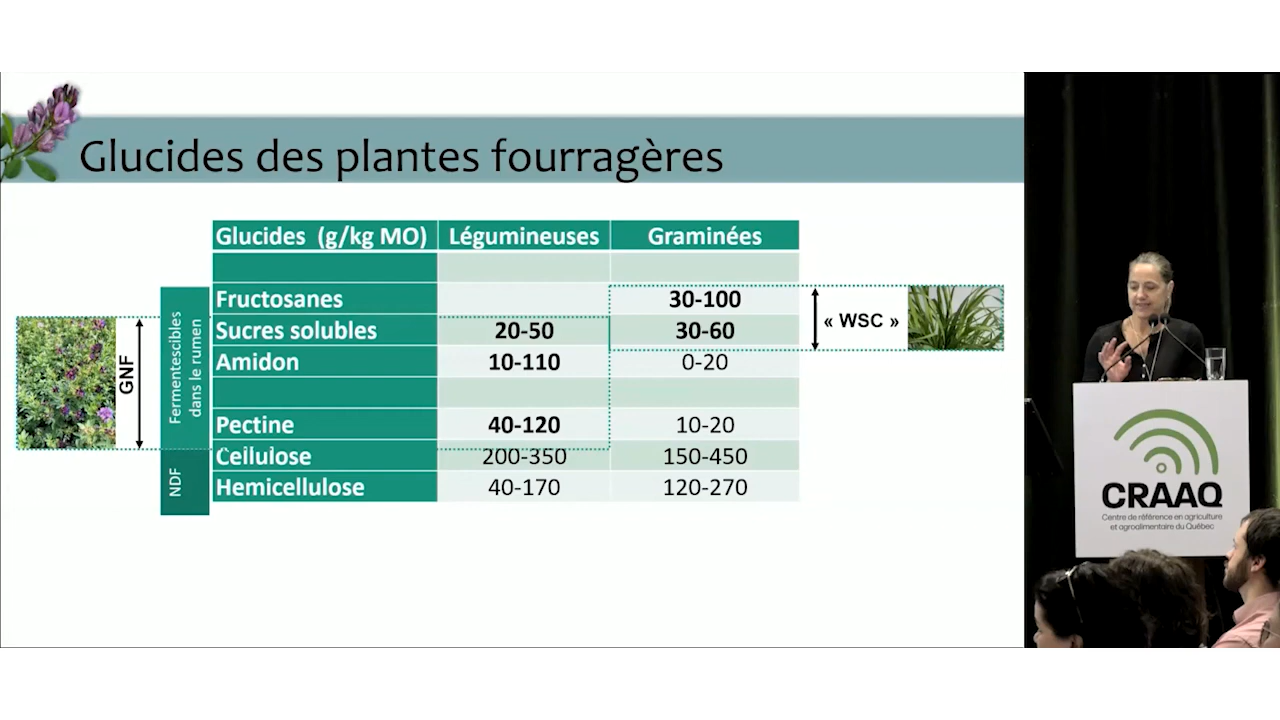 Glucides des plantes fourragères
Glucides (g/kg MO) Légumineuses Graminées
Fructosanes 30-100
Sucres solubles 20-50 30-60
Amidon 10-110 0-20
Pectine 40-120 10-20
Cellulose 200-350 150-450
Hemicellulose 40-170 120-270
GNF
Fermentescibles
dans le rumen
NDF
« WSC »
CRAAQ
Centre de référence en agriculture
et agroalimentaire du Québec